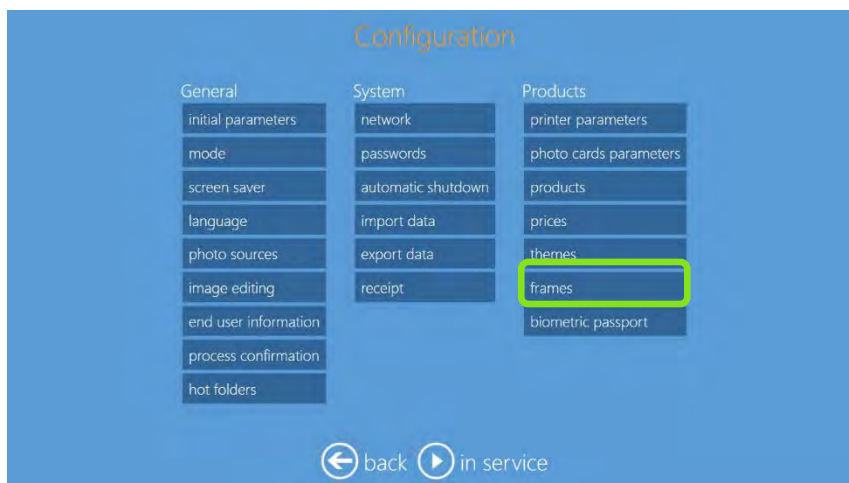 Configuration
General
initial parameters
mode
screen saver
language
photo sources
image editing
end user information
process confirmation
hot folders
System
network
passwords
automatic shutdown
import data
export data
receipt
Products
printer parameters
photo cards parameters
products
prices
themes
frames
biometric passport
back in service